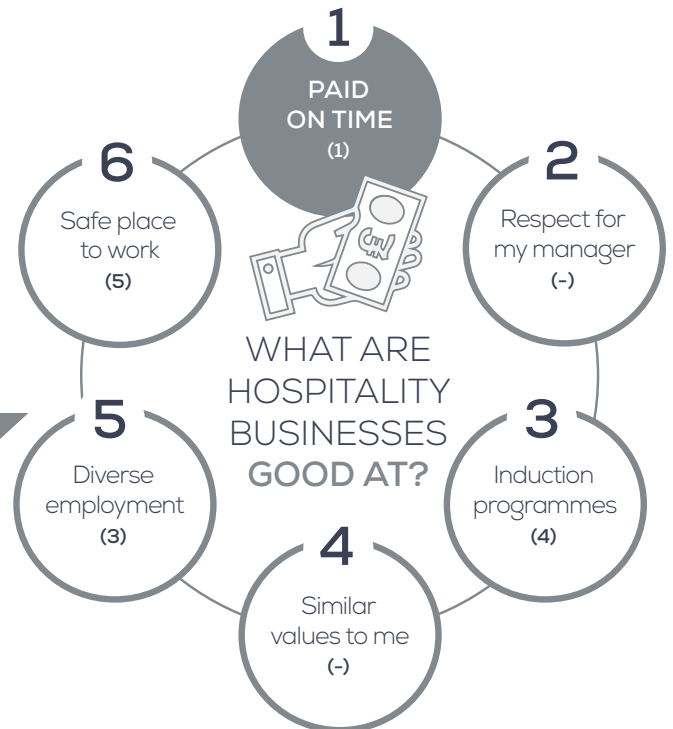 1
PAID
ON TIME
(1)
2
Respect for
my manager
(-)
3
Induction
programmes
(4)
4
Similar
values to me
(-)
5
Diverse
employment
(3)
6
Safe place
to work
(5)
£
WHAT ARE
HOSPITALITY
BUSINESSES
GOOD AT?